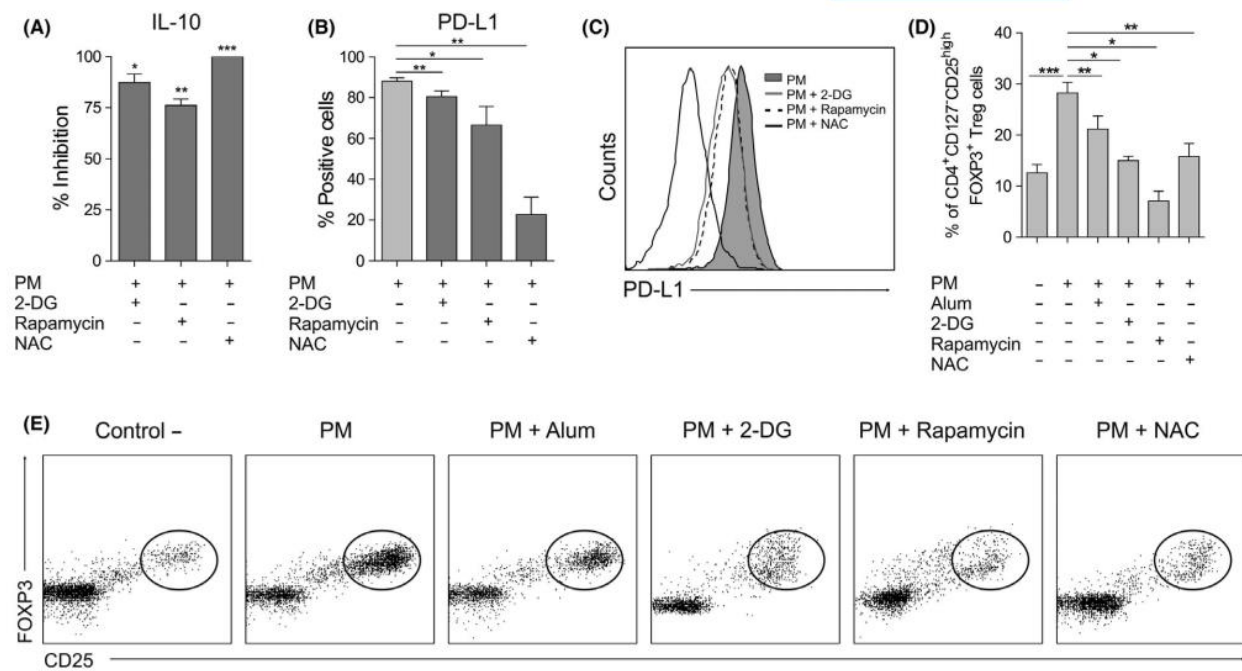 (A)
IL-10
% Inhibition
100
75
50
25
0
*
**
***
PM + + +
2-DG + – –
Rapamycin – + –
NAC – – +
(B)
PD-L1
% Positive cells
100
80
60
40
20
0
**
*
**
PM + + + +
2-DG – + – –
Rapamycin – – + –
NAC – – – +
(C)
Counts
PM
PM + 2-DG
PM + Rapamycin
PM + NAC
PD-L1
(D)
% of CD4+CD127-CD25high
FOXP3+ Treg cells
40
30
20
10
0
**
*
*
*** **
PM – + + + + +
Alum – – + – – –
2-DG – – – + – –
Rapamycin – – – – + –
NAC – – – – – +
(E)
Control – PM PM + Alum PM + 2-DG PM + Rapamycin PM + NAC
FOXP3
CD25